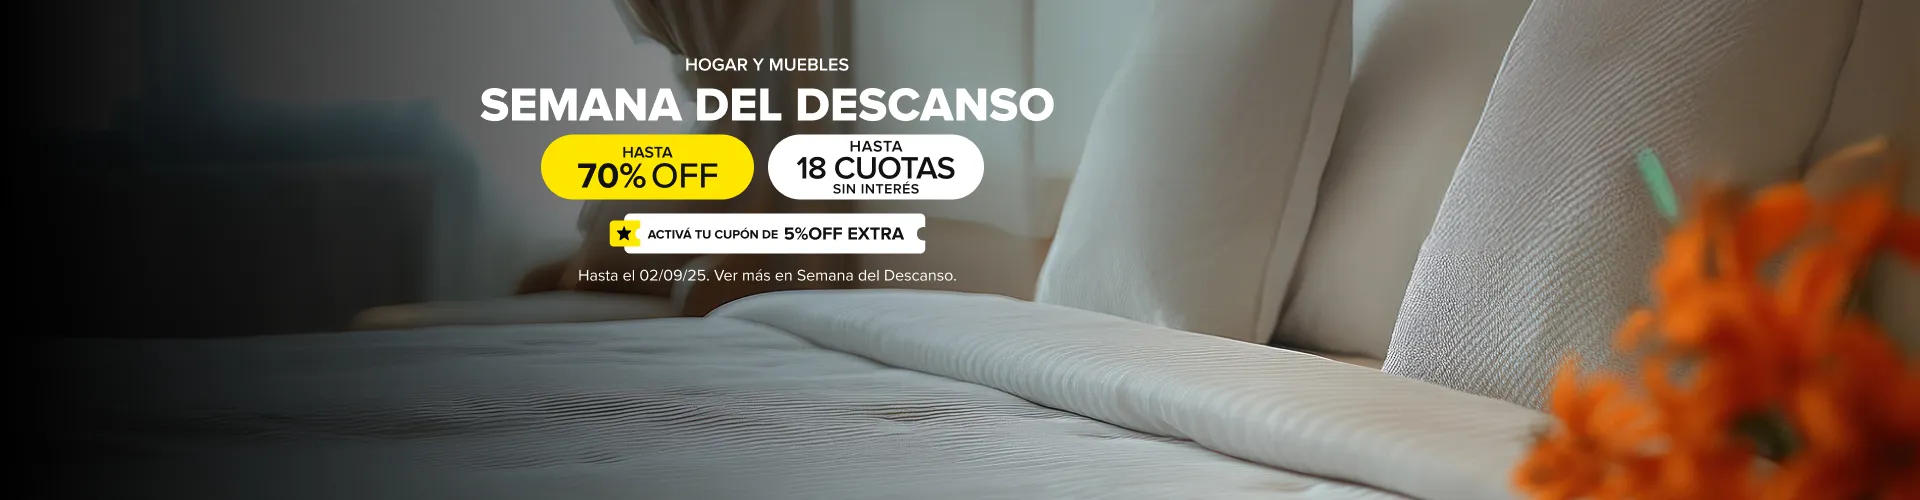 HOGAR Y MUEBLES
SEMANA DEL DESCANSO
HASTA
70% OFF
HASTA
18 CUOTAS
SIN INTERÉS
ACTIVÁ TU CUPÓN DE 5%OFF EXTRA
Hasta el 02/09/25. Ver más en Semana del Descanso.